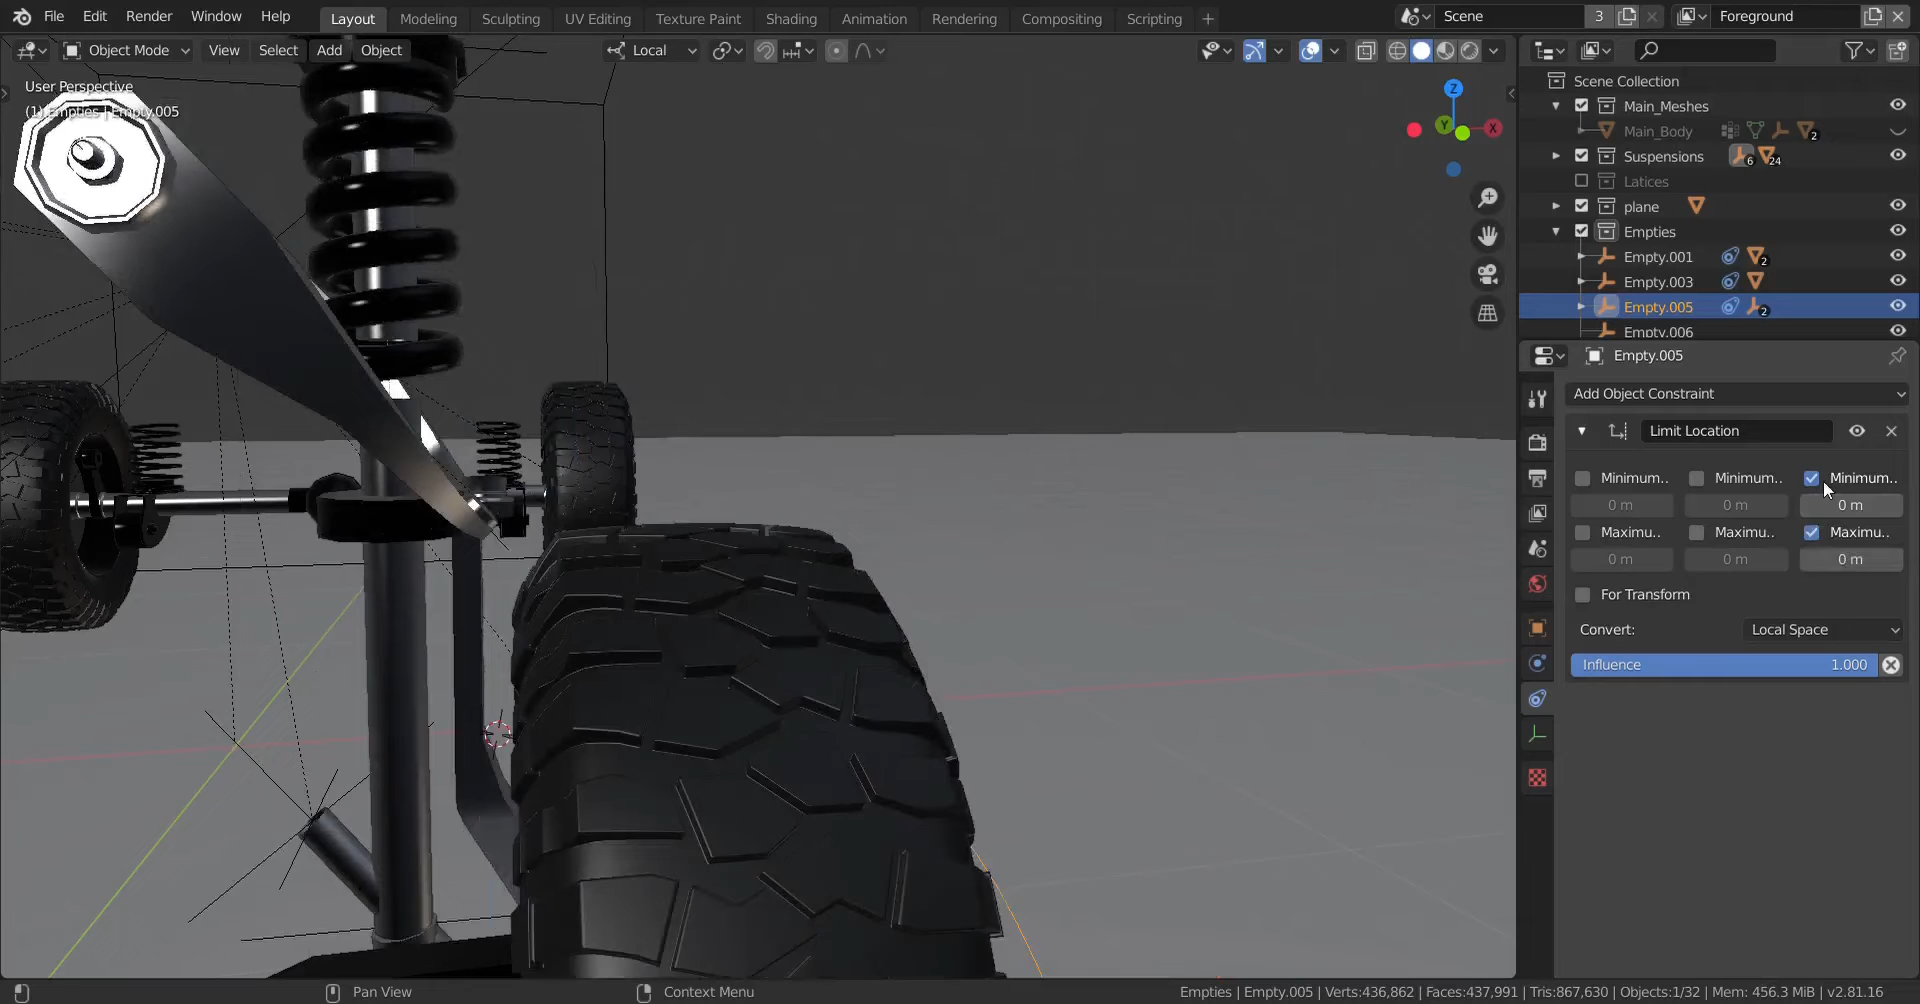 File Edit Render Window Help Layout Modeling Sculpting UV Editing Texture Paint Shading Animation Rendering Compositing Scripting + Scene 3 Foreground
Object Mode View Select Add Object Local
User Perspective
(1) Empties | Empty.005
Z
Y X
Scene Collection
Main_Meshes
Main_Body 2
Suspensions 6 24
Latices
plane
Empties
Empty.001 2
Empty.003
Empty.005 2
Empty.006
Empty.005
Add Object Constraint
Limit Location
Minimum.. Minimum.. Minimum..
0 m 0 m 0 m
Maximu.. Maximu.. Maximu..
0 m 0 m 0 m
For Transform
Convert: Local Space
Influence 1.000
Pan View Context Menu Empties | Empty.005 | Verts:436,862 | Faces:437,991 | Tris:867,630 | Objects:1/32 | Mem: 456.3 MiB | v2.81.16